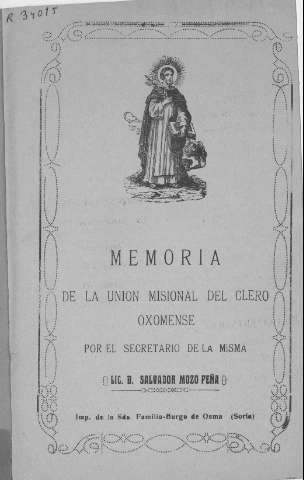 R 34015
MEMORIA
DE LA UNION MISIONAL DEL CLERO
OXOMENSE
POR EL SECRETARIO DE LA MISMA
LIC. D. SALVADOR MOZO PEÑA
Imp. de la Sda. Familia-Burgo de Osma (Soria)